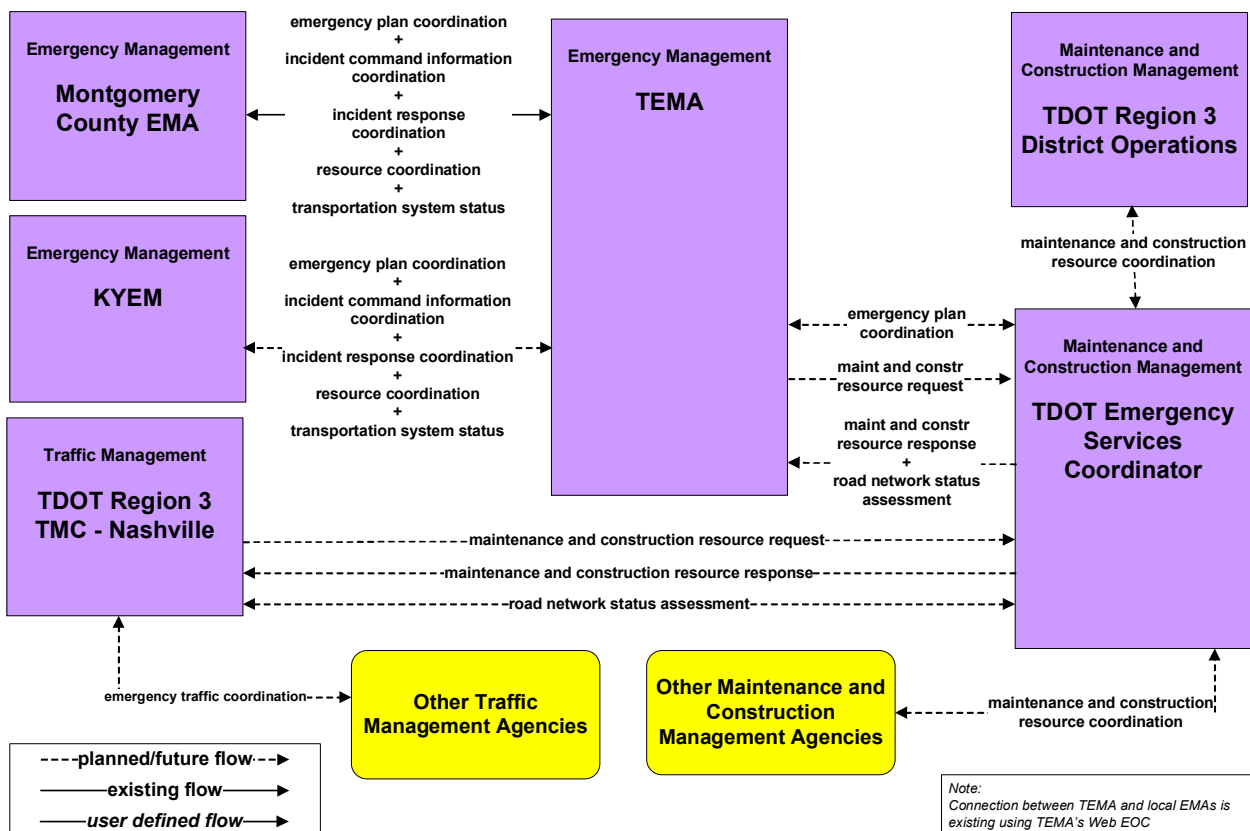 Emergency Management
Montgomery
County EMA
emergency plan coordination
+
incident command information
coordination
+
incident response
coordination
+
resource coordination
+
transportation system status
Emergency Management
TEMA
Maintenance and
Construction Management
TDOT Region 3
District Operations
Emergency Management
KYEM
emergency plan coordination
+
incident command information
coordination
+
incident response coordination
+
resource coordination
+
transportation system status
maintenance and construction
resource coordination
emergency plan
coordination
maint and constr
resource request
maint and constr
resource response
+
road network status
assessment
Maintenance and
Construction Management
TDOT Emergency
Services
Coordinator
Traffic Management
TDOT Region 3
TMC - Nashville
maintenance and construction resource request
maintenance and construction resource response
road network status assessment
emergency traffic coordination
Other Traffic
Management Agencies
Other Maintenance and
Construction
Management Agencies
maintenance and construction
resource coordination
planned/future flow
existing flow
user defined flow
Note:
Connection between TEMA and local EMAs is
existing using TEMA's Web EOC